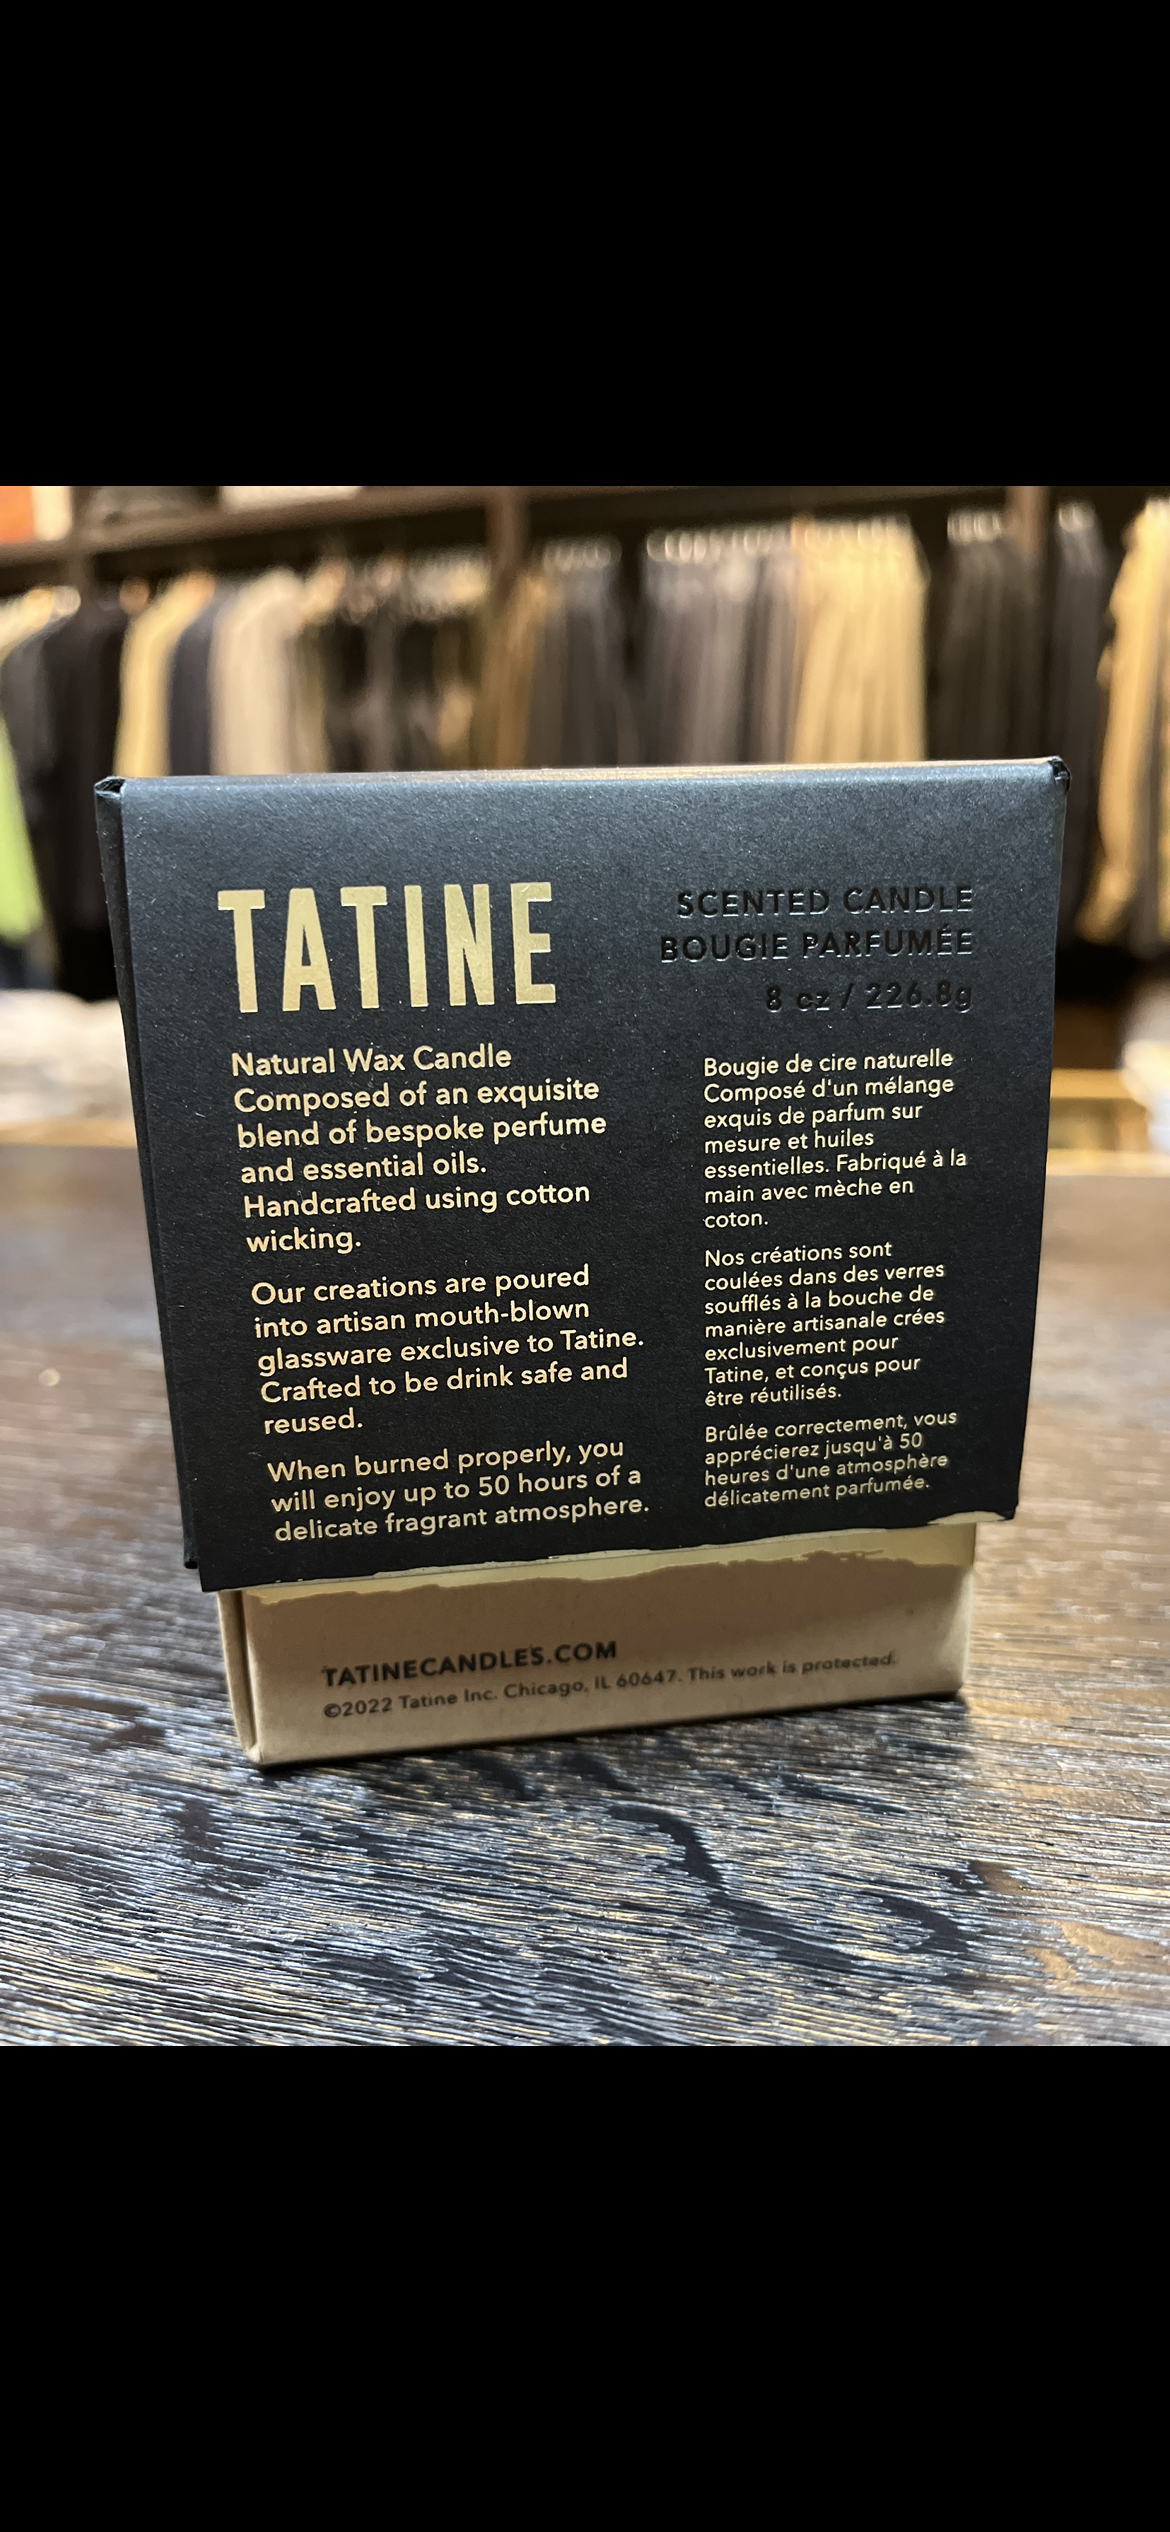 TATINE
SCENTED CANDLE
BOUGIE PARFUMÉE
8 oz / 226.8g
Natural Wax Candle
Composed of an exquisite
blend of bespoke perfume
and essential oils.
Handcrafted using cotton
wicking.
Our creations are poured
into artisan mouth-blown
glassware exclusive to Tatine.
Crafted to be drink safe and
reused.
When burned properly, you
will enjoy up to 50 hours of a
delicate fragrant atmosphere.
Bougie de cire naturelle
Composé d'un mélange
exquis de parfum sur
mesure et huiles
essentielles. Fabriqué à la
main avec mèche en
coton.
Nos créations sont
coulées dans des verres
soufflés à la bouche de
manière artisanale crées
exclusivement pour
Tatine, et conçus pour
être réutilisés.
Brûlée correctement, vous
apprécierez jusqu'à 50
heures d'une atmosphère
délicatement parfumée.
TATINECANDLES.COM
©2022 Tatine Inc. Chicago, IL 60647. This work is protected.